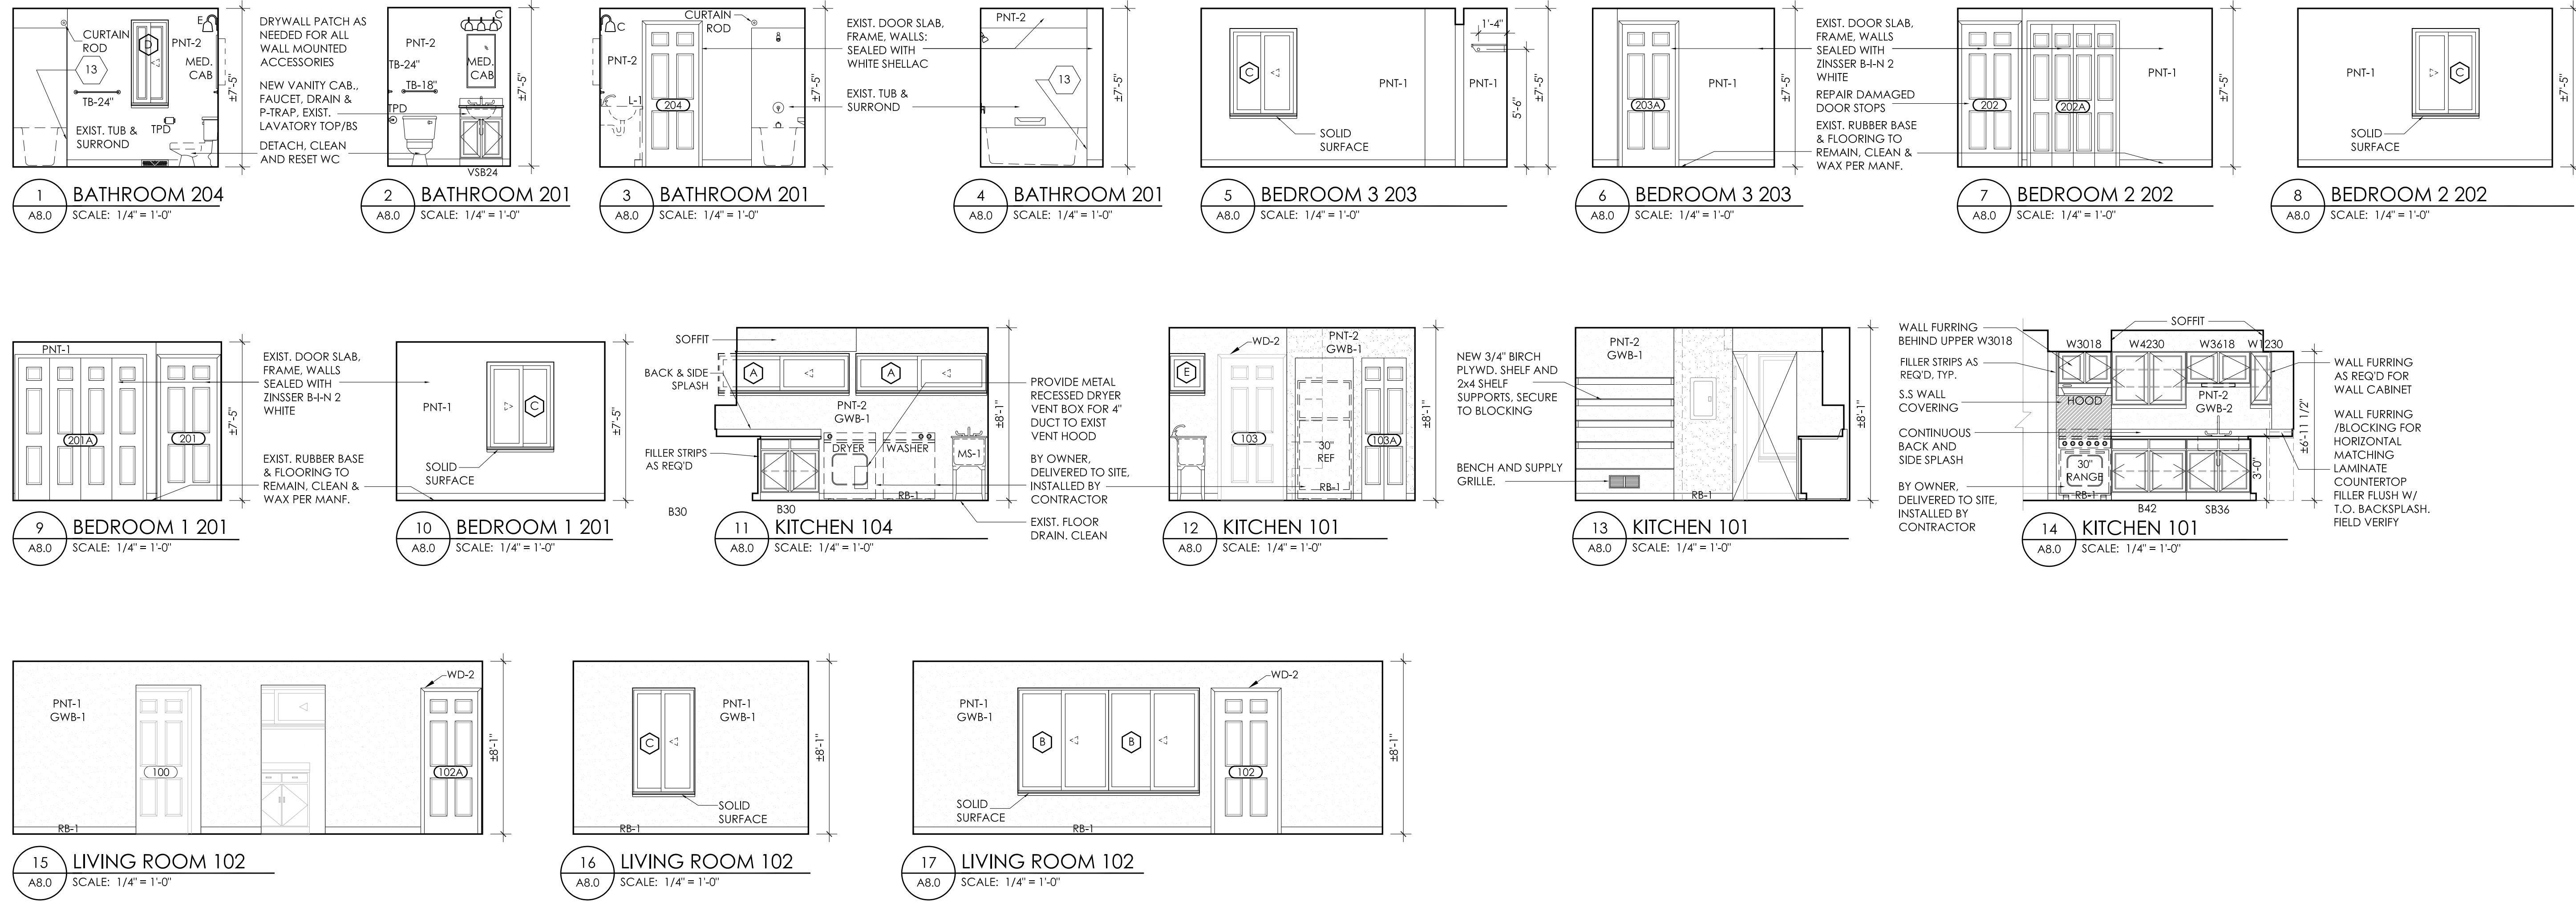 E
CURTAIN
ROD
D
PNT-2
MED.
CAB
13
TB-24"
TPD
EXIST. TUB &
SURROND
±7'-5"
1
A8.0
BATHROOM 204
SCALE: 1/4" = 1'-0"
DRYWALL PATCH AS
NEEDED FOR ALL
WALL MOUNTED
ACCESSORIES
NEW VANITY CAB.,
FAUCET, DRAIN &
P-TRAP, EXIST.
LAVATORY TOP/BS
DETACH, CLEAN
AND RESET WC
C
PNT-2
TB-24"
MED.
CAB
TB-18"
TPD
VSB24
±7'-5"
2
A8.0
BATHROOM 201
SCALE: 1/4" = 1'-0"
C
CURTAIN
ROD
PNT-2
L-1
204
±7'-5"
3
A8.0
BATHROOM 201
SCALE: 1/4" = 1'-0"
EXIST. DOOR SLAB,
FRAME, WALLS:
SEALED WITH
WHITE SHELLAC
EXIST. TUB &
SURROND
PNT-2
13
±7'-5"
4
A8.0
BATHROOM 201
SCALE: 1/4" = 1'-0"
C
SOLID
SURFACE
PNT-1
PNT-1
1'-4"
5'-6"
±7'-5"
5
A8.0
BEDROOM 3 203
SCALE: 1/4" = 1'-0"
203A
PNT-1
±7'-5"
6
A8.0
BEDROOM 3 203
SCALE: 1/4" = 1'-0"
EXIST. DOOR SLAB,
FRAME, WALLS
SEALED WITH
ZINSSER B-I-N 2
WHITE
REPAIR DAMAGED
DOOR STOPS
EXIST. RUBBER BASE
& FLOORING TO
REMAIN, CLEAN &
WAX PER MANF.
202
202A
PNT-1
±7'-5"
7
A8.0
BEDROOM 2 202
SCALE: 1/4" = 1'-0"
PNT-1
C
SOLID
SURFACE
±7'-5"
8
A8.0
BEDROOM 2 202
SCALE: 1/4" = 1'-0"
PNT-1
201A
201
±7'-5"
9
A8.0
BEDROOM 1 201
SCALE: 1/4" = 1'-0"
EXIST. DOOR SLAB,
FRAME, WALLS
SEALED WITH
ZINSSER B-I-N 2
WHITE
EXIST. RUBBER BASE
& FLOORING TO
REMAIN, CLEAN &
WAX PER MANF.
PNT-1
C
SOLID
SURFACE
±7'-5"
10
A8.0
BEDROOM 1 201
SCALE: 1/4" = 1'-0"
SOFFIT
BACK & SIDE
SPLASH
FILLER STRIPS
AS REQ'D
A
A
PNT-2
GWB-1
DRYER
WASHER
MS-1
RB-1
B30
B30
±8'-1"
11
A8.0
KITCHEN 104
SCALE: 1/4" = 1'-0"
PROVIDE METAL
RECESSED DRYER
VENT BOX FOR 4"
DUCT TO EXIST
VENT HOOD
BY OWNER,
DELIVERED TO SITE,
INSTALLED BY
CONTRACTOR
EXIST. FLOOR
DRAIN. CLEAN
WD-2
PNT-2
GWB-1
E
103
30"
REF
103A
RB-1
±8'-1"
12
A8.0
KITCHEN 101
SCALE: 1/4" = 1'-0"
NEW 3/4" BIRCH
PLYWD. SHELF AND
2x4 SHELF
SUPPORTS, SECURE
TO BLOCKING
BENCH AND SUPPLY
GRILLE.
PNT-2
GWB-1
RB-1
±8'-1"
13
A8.0
KITCHEN 101
SCALE: 1/4" = 1'-0"
WALL FURRING
BEHIND UPPER W3018
FILLER STRIPS AS
REQ'D, TYP.
S.S WALL
COVERING
CONTINUOUS
BACK AND
SIDE SPLASH
BY OWNER,
DELIVERED TO SITE,
INSTALLED BY
CONTRACTOR
SOFFIT
W3018
W4230
W3618
W1230
HOOD
PNT-2
GWB-2
30"
RANGE
RB-1
B42
SB36
3'-0"
±6'-11 1/2"
14
A8.0
KITCHEN 101
SCALE: 1/4" = 1'-0"
WALL FURRING
AS REQ'D FOR
WALL CABINET
WALL FURRING
/BLOCKING FOR
HORIZONTAL
MATCHING
LAMINATE
COUNTERTOP
FILLER FLUSH W/
T.O. BACKSPLASH.
FIELD VERIFY
PNT-1
GWB-1
100
WD-2
102A
RB-1
±8'-1"
15
A8.0
LIVING ROOM 102
SCALE: 1/4" = 1'-0"
C
PNT-1
GWB-1
SOLID
SURFACE
RB-1
±8'-1"
16
A8.0
LIVING ROOM 102
SCALE: 1/4" = 1'-0"
PNT-1
GWB-1
B
B
WD-2
102
SOLID
SURFACE
RB-1
±8'-1"
17
A8.0
LIVING ROOM 102
SCALE: 1/4" = 1'-0"